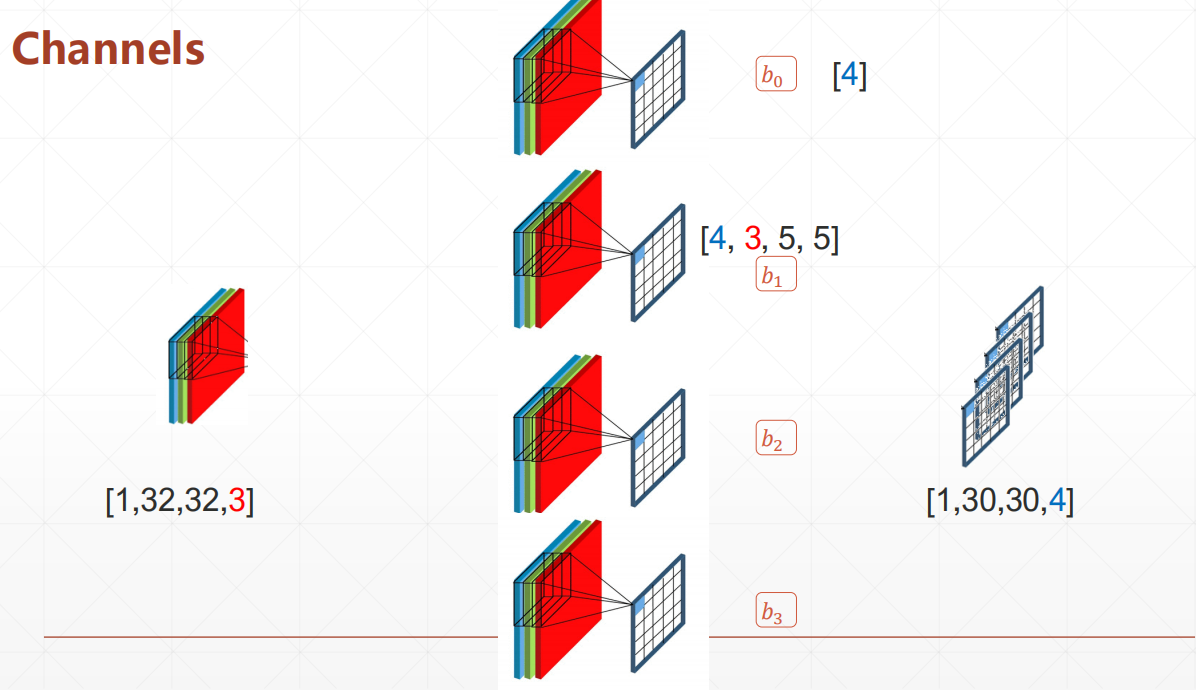 Channels
b₀ [4]
[4, 3, 5, 5]
b₁
b₂
[1,32,32,3]
[1,30,30,4]
b₃